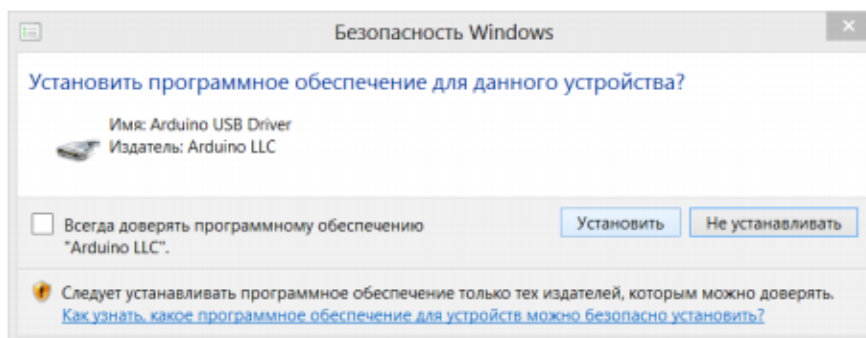 Безопасность Windows
Установить программное обеспечение для данного устройства?
Имя: Arduino USB Driver
Издатель: Arduino LLC
Всегда доверять программному обеспечению
"Arduino LLC".
Установить
Не устанавливать
Следует устанавливать программное обеспечение только тех издателей, которым можно доверять.
Как узнать, какое программное обеспечение для устройств можно безопасно установить?